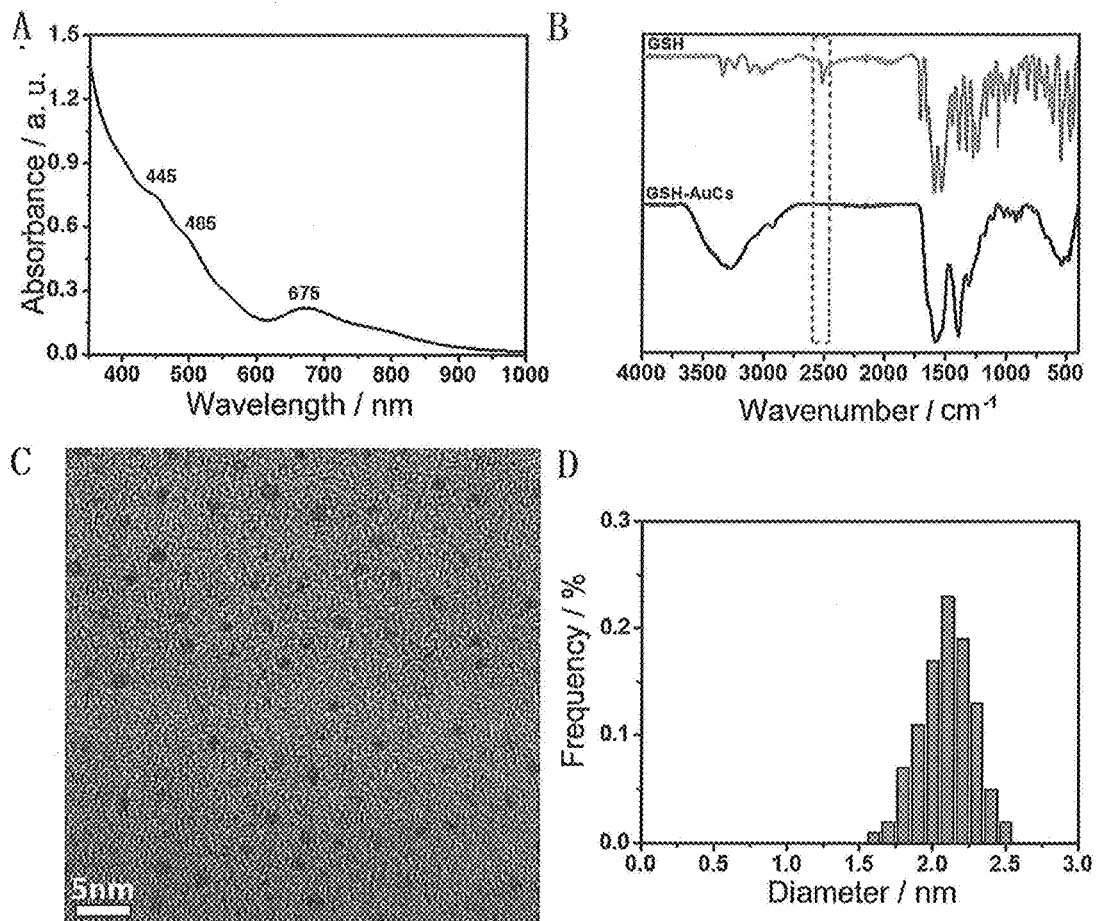 A
1.6
1.2
0.9
0.6
0.3
0.0
Absorbance / a. u.
445
485
675
400 500 600 700 800 900 1000
Wavelength / nm
B
GSH
GSH-AuCs
4000 3500 3000 2500 2000 1500 1000 500
Wavenumber / cm⁻¹
C
5nm
D
0.3
0.2
0.1
0.0
Frequency / %
0.0 0.5 1.0 1.5 2.0 2.5 3.0
Diameter / nm